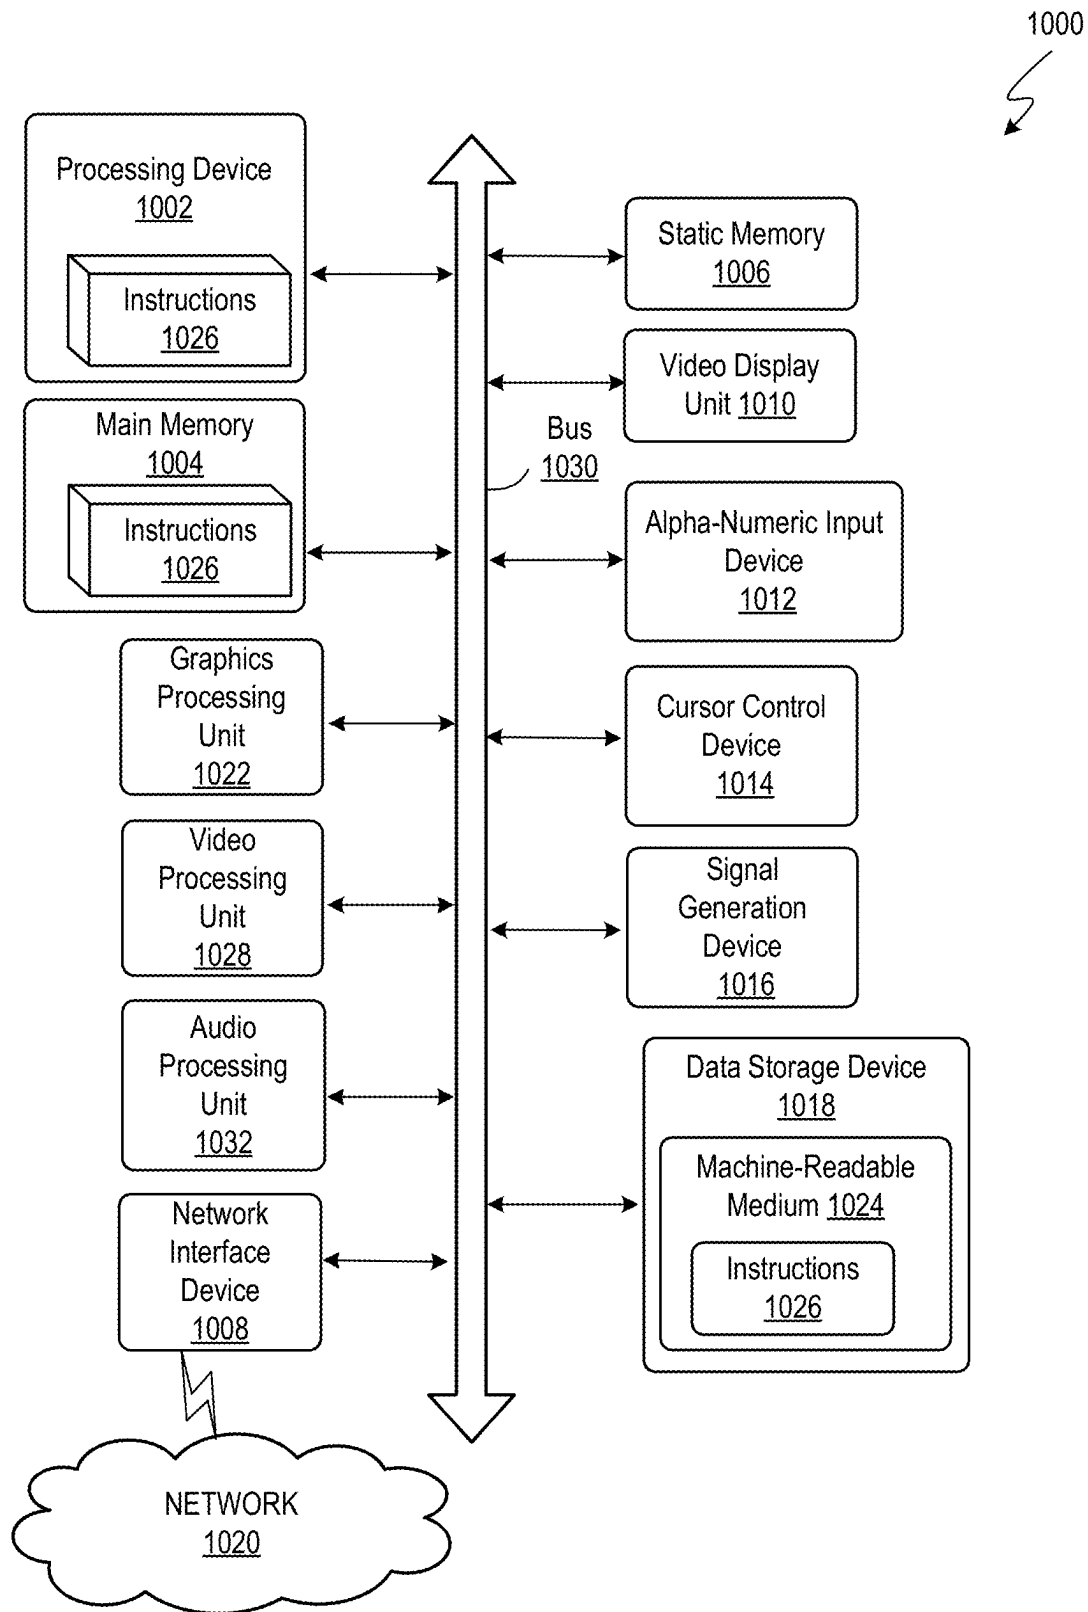 1000
Processing Device
1002
Instructions
1026
Main Memory
1004
Instructions
1026
Graphics
Processing
Unit
1022
Video
Processing
Unit
1028
Audio
Processing
Unit
1032
Network
Interface
Device
1008
NETWORK
1020
Bus
1030
Static Memory
1006
Video Display
Unit 1010
Alpha-Numeric Input
Device
1012
Cursor Control
Device
1014
Signal
Generation
Device
1016
Data Storage Device
1018
Machine-Readable
Medium 1024
Instructions
1026